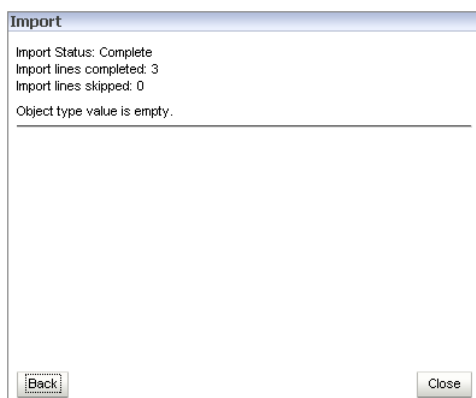 Import
Import Status: Complete
Import lines completed: 3
Import lines skipped: 0
Object type value is empty.
Back
Close